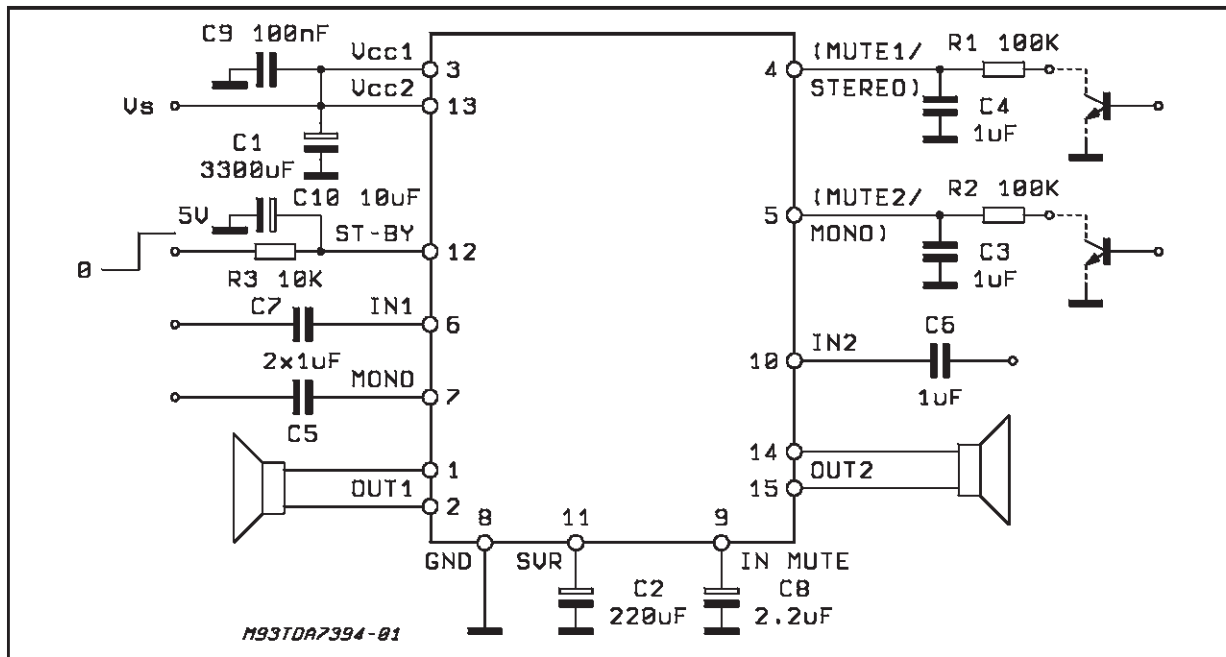 C9 100nF
Vcc1
3
Vcc2
13
Vs
C1
3300uF
C10 10uF
5V
0
ST-BY
12
R3 10K
C7
IN1
6
2x1uF
MONO
7
C5
1
OUT1
2
8
GND
11
SVR
9
IN MUTE
C2
220uF
C8
2.2uF
4
(MUTE1/
STEREO)
R1 100K
C4
1uF
5
(MUTE2/
MONO)
R2 100K
C3
1uF
10
IN2
C6
1uF
14
OUT2
15
M93TDA7394-01